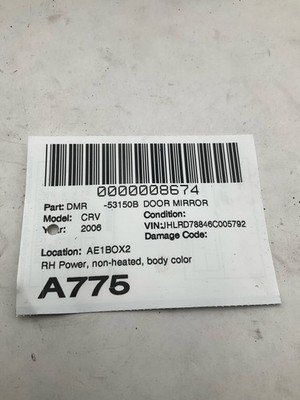 0000008674
Part: DMR -53150B DOOR MIRROR
Model: CRV Condition:
Year: 2006 VIN:JHLRD78846C005792
Damage Code:
Location: AE1BOX2
RH Power, non-heated, body color
A775